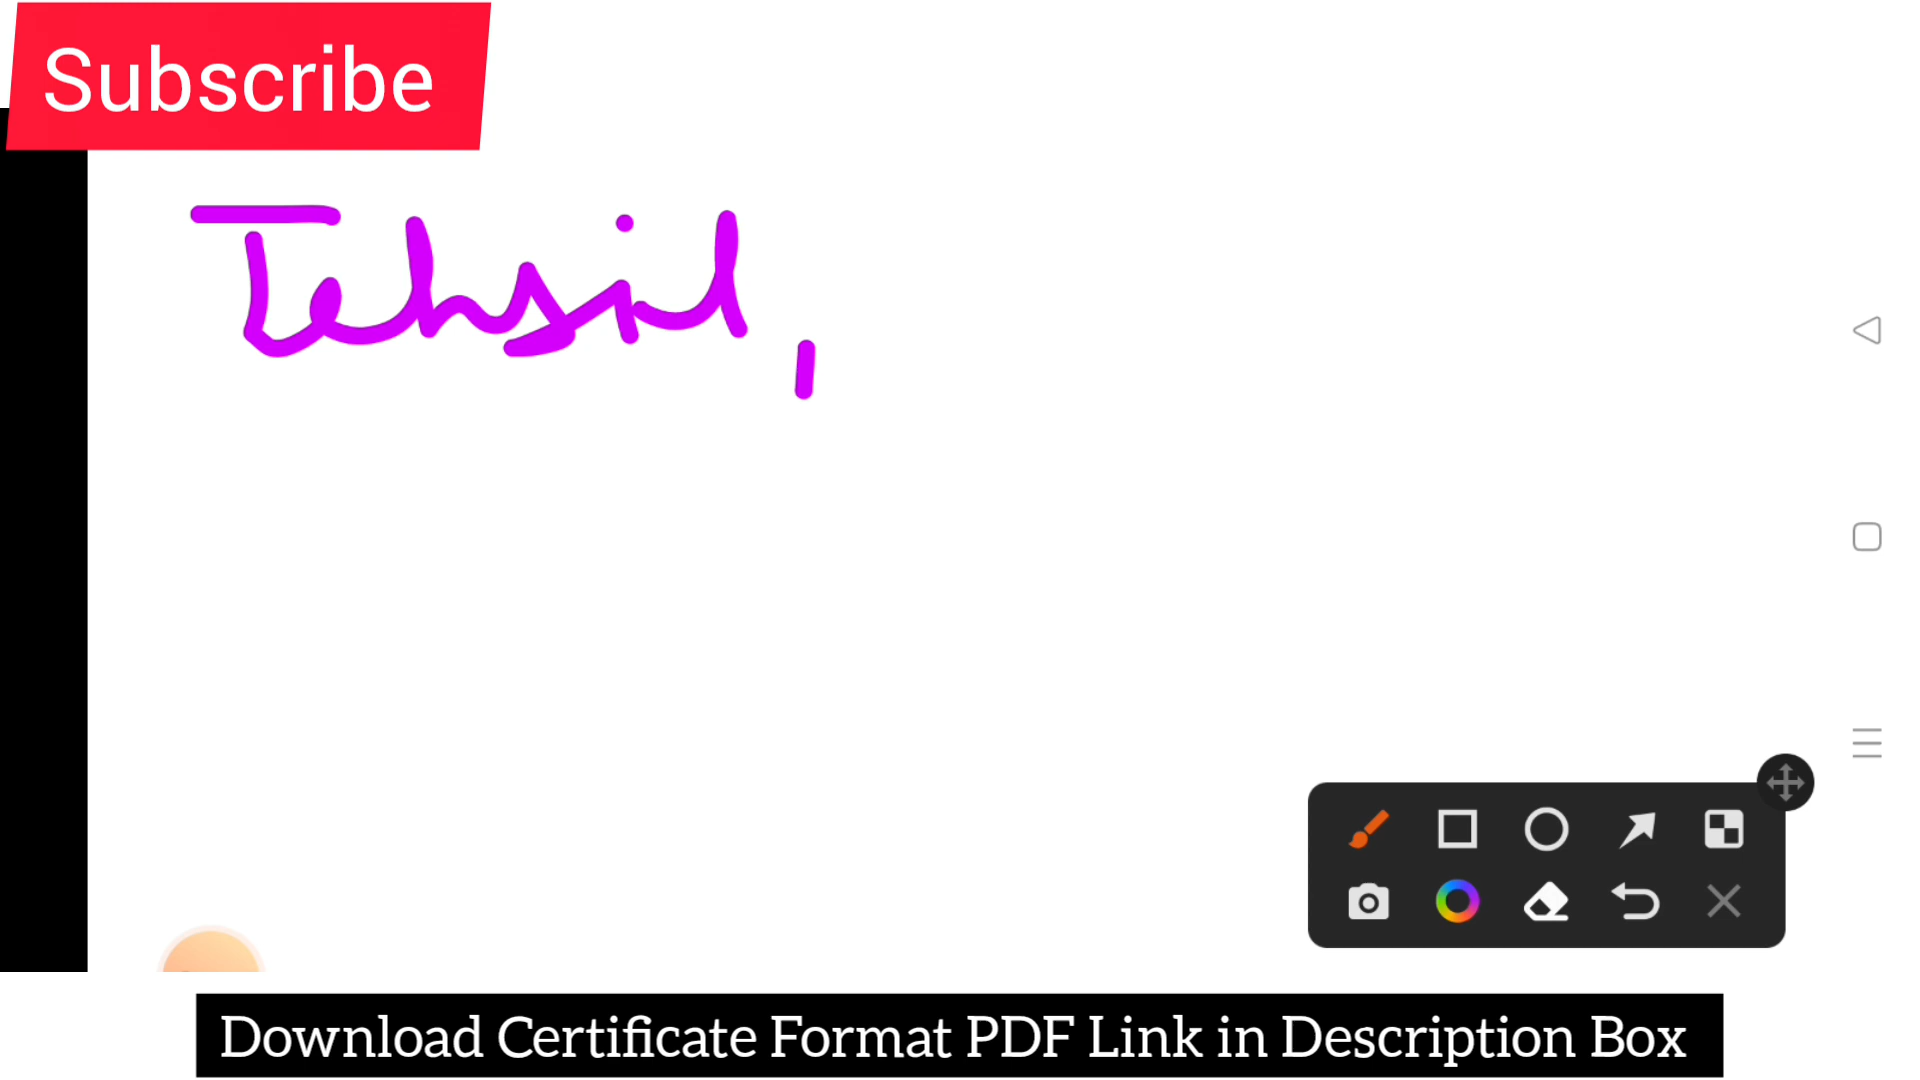 Subscribe
Tehsil,
Download Certificate Format PDF Link in Description Box